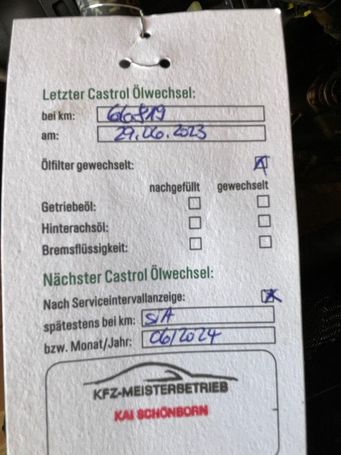 Letzter Castrol Ölwechsel:
bei km: 66819
am: 29.06.2023
Ölfilter gewechselt:
nachgefüllt gewechselt
Getriebeöl:
Hinterachsöl:
Bremsflüssigkeit:
Nächster Castrol Ölwechsel:
Nach Serviceintervallanzeige:
spätestens bei km: S/A
bzw. Monat/Jahr: 06/2024
KFZ-MEISTERBETRIEB
KAI SCHÖNBORN